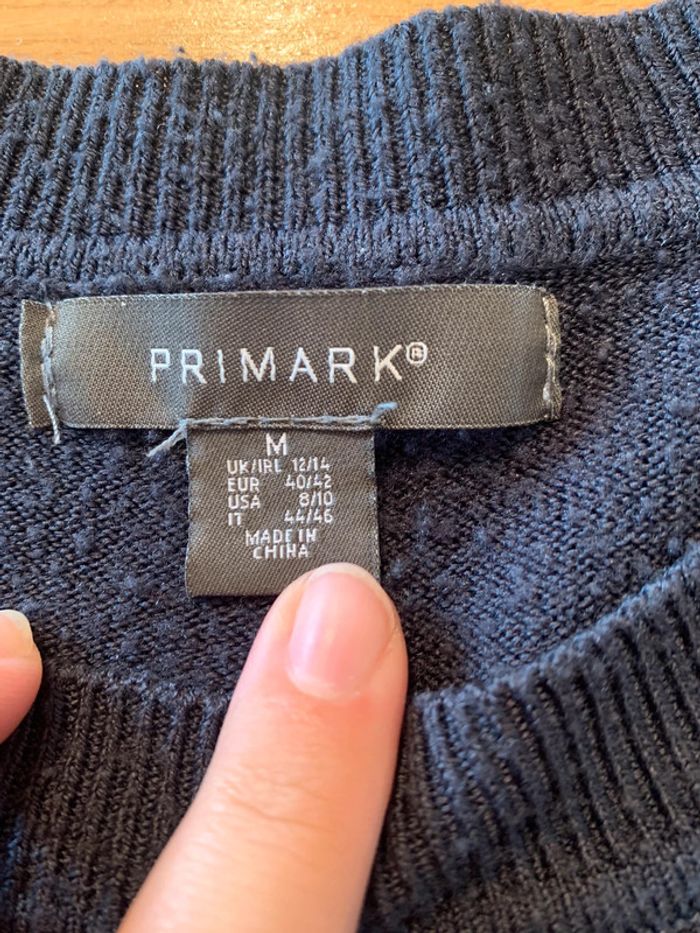 PRIMARK®
M
UK/IRL 12/14
EUR 40/42
USA 8/10
IT 44/46
MADE IN
CHINA